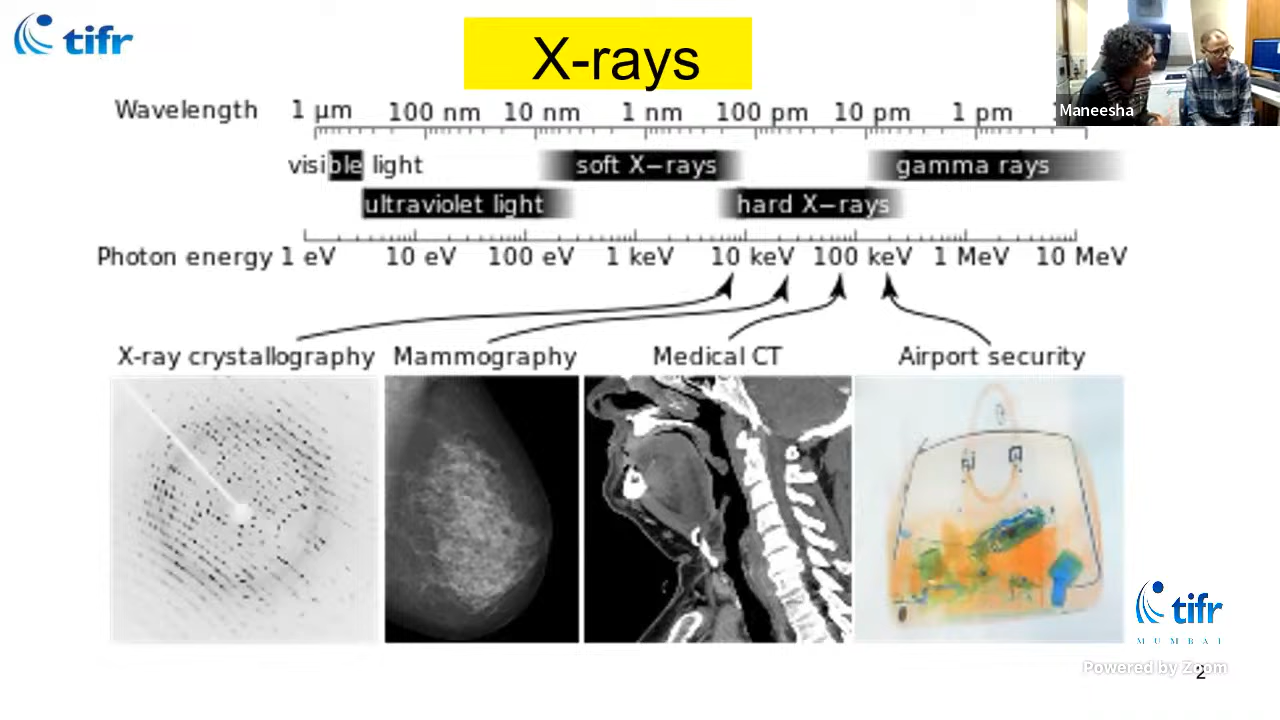 tifr
X-rays
Maneesha
Wavelength 1 µm 100 nm 10 nm 1 nm 100 pm 10 pm 1 pm
visible light soft X−rays gamma rays
ultraviolet light hard X−rays
Photon energy 1 eV 10 eV 100 eV 1 keV 10 keV 100 keV 1 MeV 10 MeV
X-ray crystallography Mammography Medical CT Airport security
tifr
MUMBAI
Powered by Zoom
2